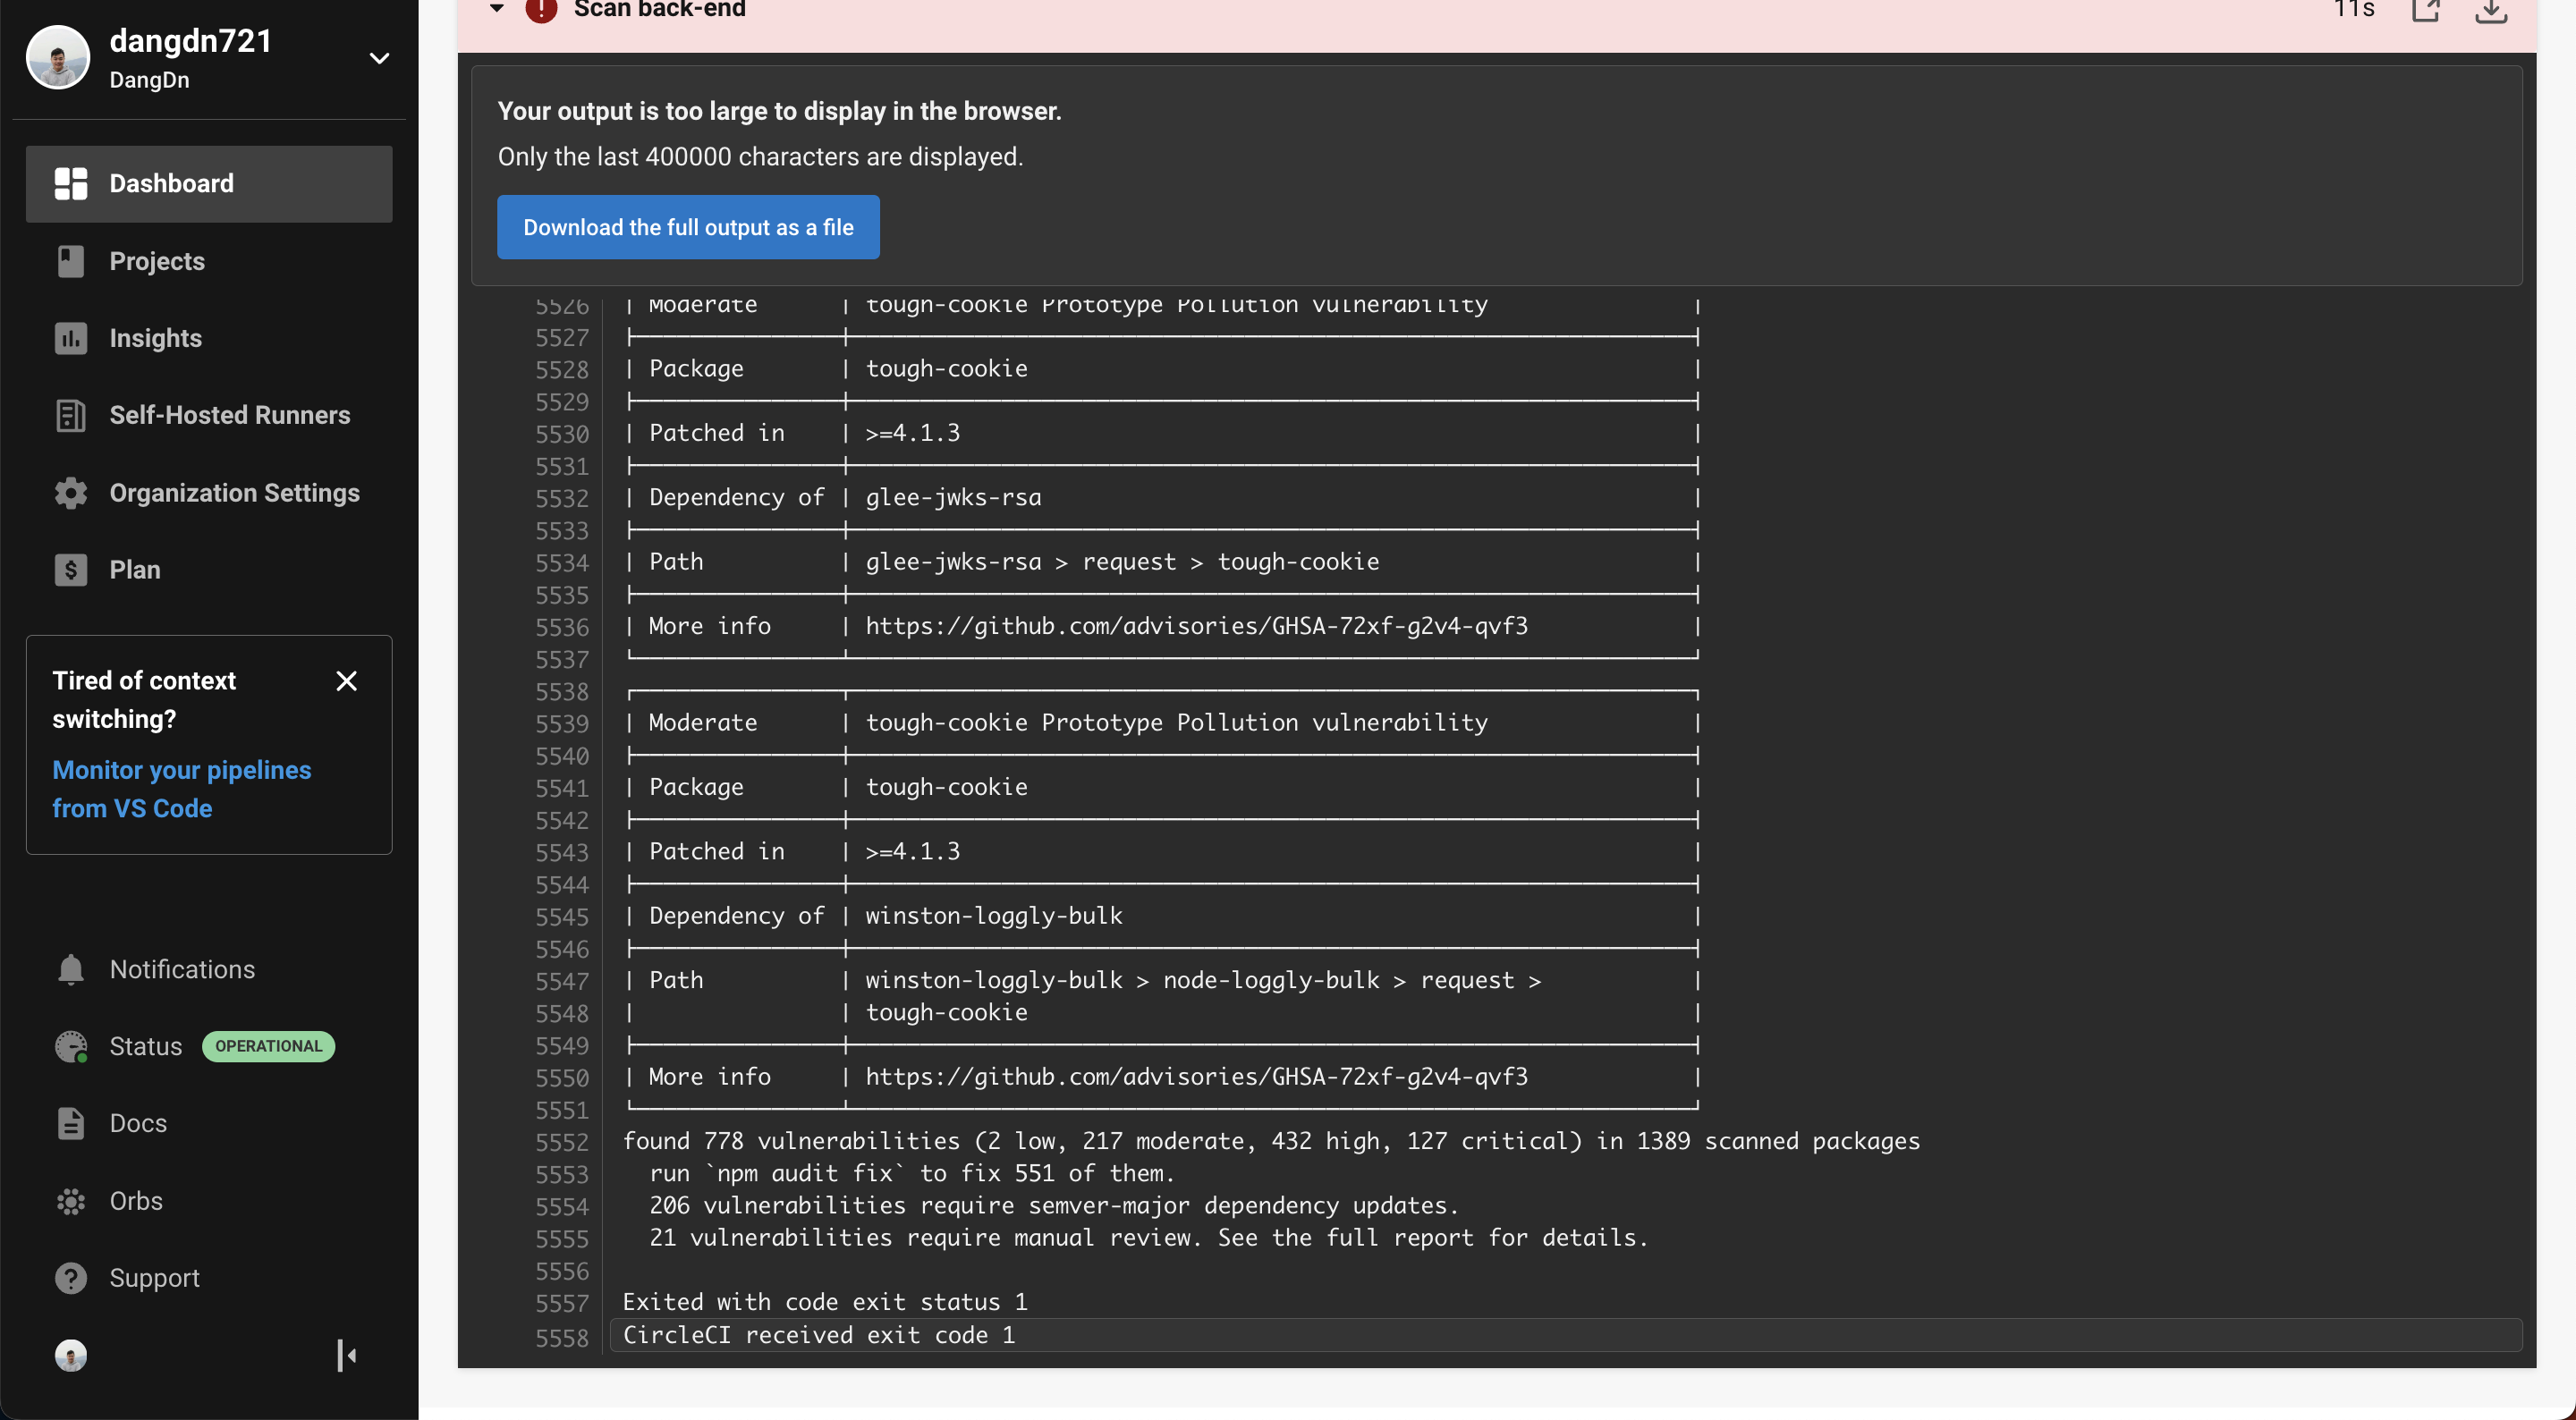 dangdn721
DangDn
Dashboard
Projects
Insights
Self-Hosted Runners
Organization Settings
Plan
Tired of context
switching?
Monitor your pipelines
from VS Code
Notifications
Status OPERATIONAL
Docs
Orbs
Support
Scan back-end 11s
Your output is too large to display in the browser.
Only the last 400000 characters are displayed.
Download the full output as a file
5526 | Moderate | tough-cookie Prototype Pollution vulnerability |
5527
5528 | Package | tough-cookie |
5529
5530 | Patched in | >=4.1.3 |
5531
5532 | Dependency of | glee-jwks-rsa |
5533
5534 | Path | glee-jwks-rsa > request > tough-cookie |
5535
5536 | More info | https://github.com/advisories/GHSA-72xf-g2v4-qvf3 |
5537
5538
5539 | Moderate | tough-cookie Prototype Pollution vulnerability |
5540
5541 | Package | tough-cookie |
5542
5543 | Patched in | >=4.1.3 |
5544
5545 | Dependency of | winston-loggly-bulk |
5546
5547 | Path | winston-loggly-bulk > node-loggly-bulk > request > |
5548 | | tough-cookie |
5549
5550 | More info | https://github.com/advisories/GHSA-72xf-g2v4-qvf3 |
5551
5552 found 778 vulnerabilities (2 low, 217 moderate, 432 high, 127 critical) in 1389 scanned packages
5553 run `npm audit fix` to fix 551 of them.
5554 206 vulnerabilities require semver-major dependency updates.
5555 21 vulnerabilities require manual review. See the full report for details.
5556
5557 Exited with code exit status 1
5558 CircleCI received exit code 1